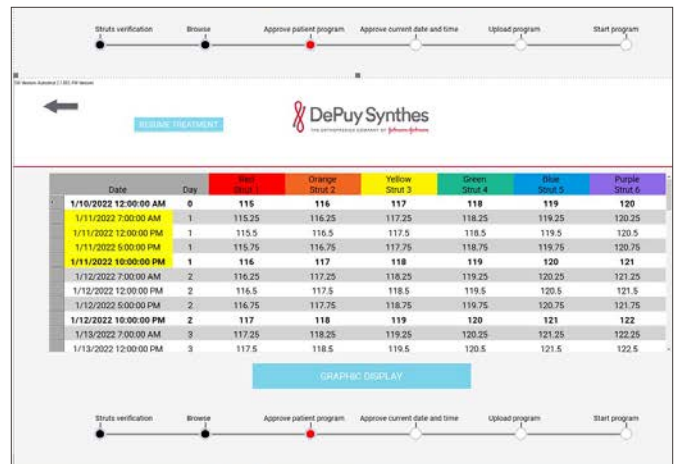 Struts verification Browse Approve patient program Approve current date and time Upload program Start program
RESUME TREATMENT
DePuy Synthes
THE ORTHOPAEDICS COMPANY OF Johnson & Johnson
Red Orange Yellow Green Blue Purple
Date Day Strut 1 Strut 2 Strut 3 Strut 4 Strut 5 Strut 6
1/10/2022 12:00:00 AM 0 115 116 117 118 119 120
1/11/2022 7:00:00 AM 1 115.25 116.25 117.25 118.25 119.25 120.25
1/11/2022 12:00:00 PM 1 115.5 116.5 117.5 118.5 119.5 120.5
1/11/2022 5:00:00 PM 1 115.75 116.75 117.75 118.75 119.75 120.75
1/11/2022 10:00:00 PM 1 116 117 118 119 120 121
1/12/2022 7:00:00 AM 2 116.25 117.25 118.25 119.25 120.25 121.25
1/12/2022 12:00:00 PM 2 116.5 117.5 118.5 119.5 120.5 121.5
1/12/2022 5:00:00 PM 2 116.75 117.75 118.75 119.75 120.75 121.75
1/12/2022 10:00:00 PM 2 117 118 119 120 121 122
1/13/2022 7:00:00 AM 3 117.25 118.25 119.25 120.25 121.25 122.25
1/13/2022 12:00:00 PM 3 117.5 118.5 119.5 120.5 121.5 122.5
GRAPHIC DISPLAY
Struts verification Browse Approve patient program Approve current date and time Upload program Start program